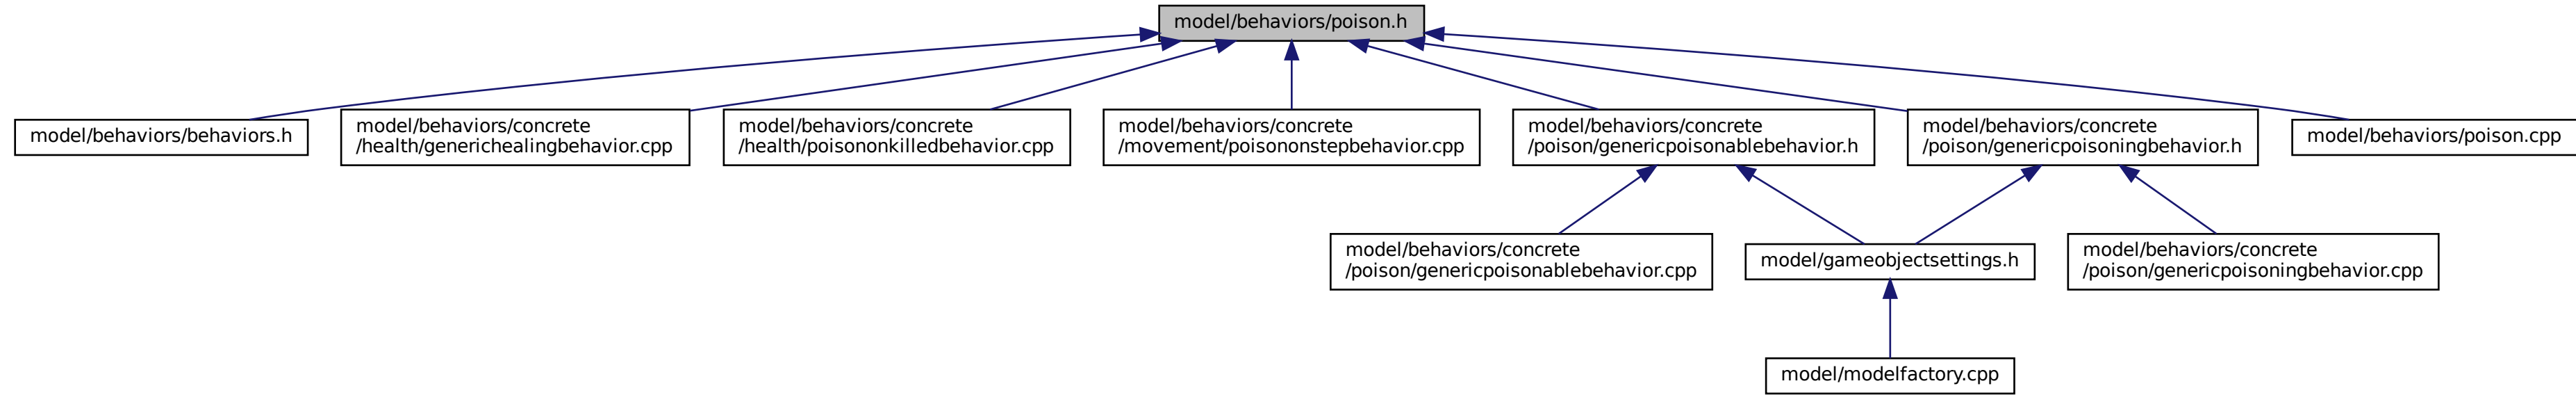 model/behaviors/poison.h
model/behaviors/behaviors.h
model/behaviors/concrete
/health/generichealingbehavior.cpp
model/behaviors/concrete
/health/poisononkilledbehavior.cpp
model/behaviors/concrete
/movement/poisononstepbehavior.cpp
model/behaviors/concrete
/poison/genericpoisonablebehavior.h
model/behaviors/concrete
/poison/genericpoisoningbehavior.h
model/behaviors/poison.cpp
model/behaviors/concrete
/poison/genericpoisonablebehavior.cpp
model/gameobjectsettings.h
model/behaviors/concrete
/poison/genericpoisoningbehavior.cpp
model/modelfactory.cpp